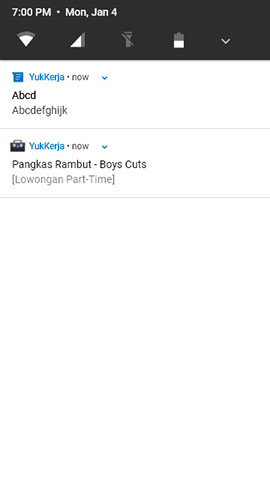 7:00 PM • Mon, Jan 4
YukKerja • now
Abcd
Abcdefghijk
YukKerja • now
Pangkas Rambut - Boys Cuts
[Lowongan Part-Time]